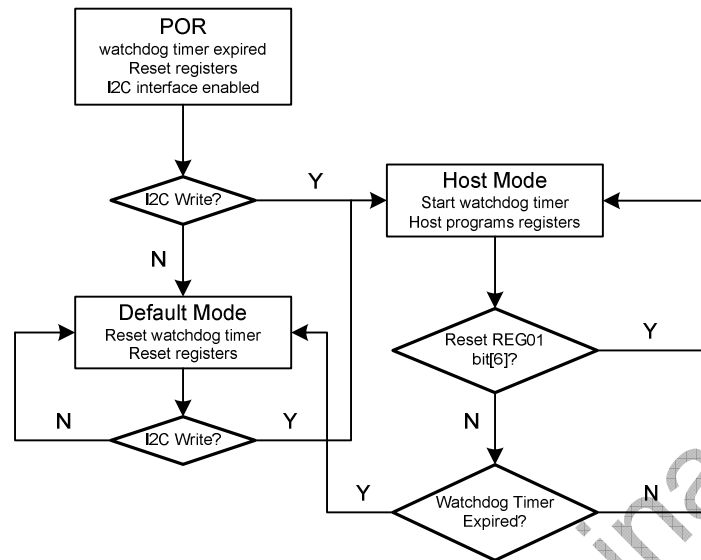 POR
watchdog timer expired
Reset registers
I2C interface enabled
I2C Write?
Y
N
Host Mode
Start watchdog timer
Host programs registers
Default Mode
Reset watchdog timer
Reset registers
Reset REG01
bit[6]?
Y
N
I2C Write?
N
Y
Watchdog Timer
Expired?
Y
N